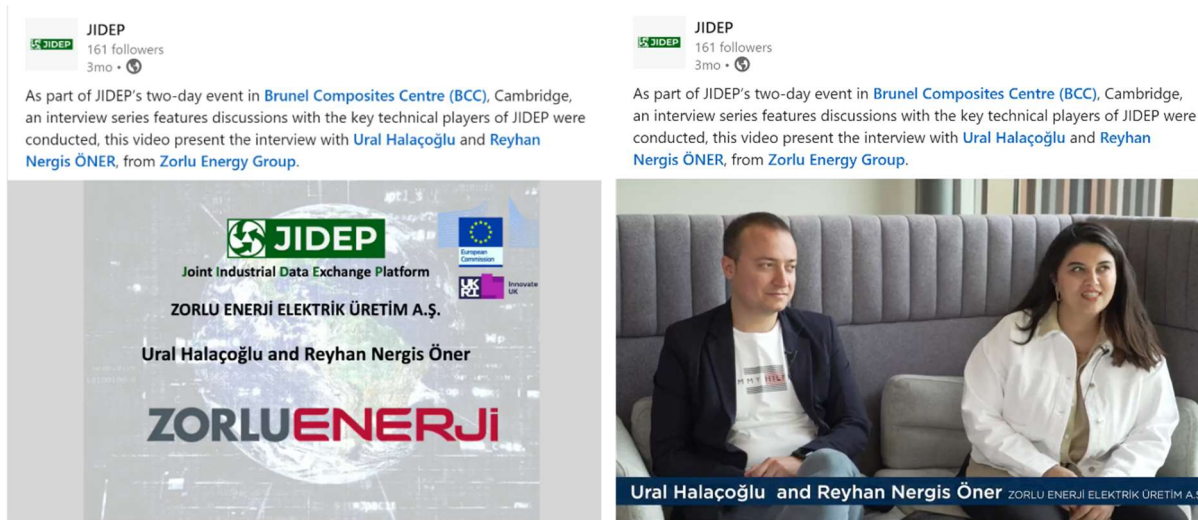 JIDEP
JIDEP
161 followers
3mo •
As part of JIDEP's two-day event in Brunel Composites Centre (BCC), Cambridge,
an interview series features discussions with the key technical players of JIDEP were
conducted, this video present the interview with Ural Halaçoğlu and Reyhan
Nergis ÖNER, from Zorlu Energy Group.
JIDEP
European
Commission
Joint Industrial Data Exchange Platform
UKRI
Innovate
UK
ZORLU ENERJİ ELEKTRİK ÜRETİM A.Ş.
Ural Halaçoğlu and Reyhan Nergis Öner
ZORLUENERJi
JIDEP
JIDEP
161 followers
3mo •
As part of JIDEP's two-day event in Brunel Composites Centre (BCC), Cambridge,
an interview series features discussions with the key technical players of JIDEP were
conducted, this video present the interview with Ural Halaçoğlu and Reyhan
Nergis ÖNER, from Zorlu Energy Group.
MMY HILF
Ural Halaçoğlu and Reyhan Nergis Öner ZORLU ENERJİ ELEKTRİK ÜRETİM A.Ş